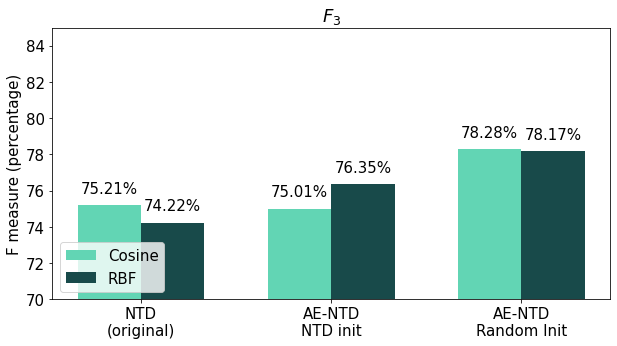 F3
F measure (percentage)
84
82
80
78
76
74
72
70
75.21%
74.22%
75.01%
76.35%
78.28%
78.17%
Cosine
RBF
NTD
(original)
AE-NTD
NTD init
AE-NTD
Random Init